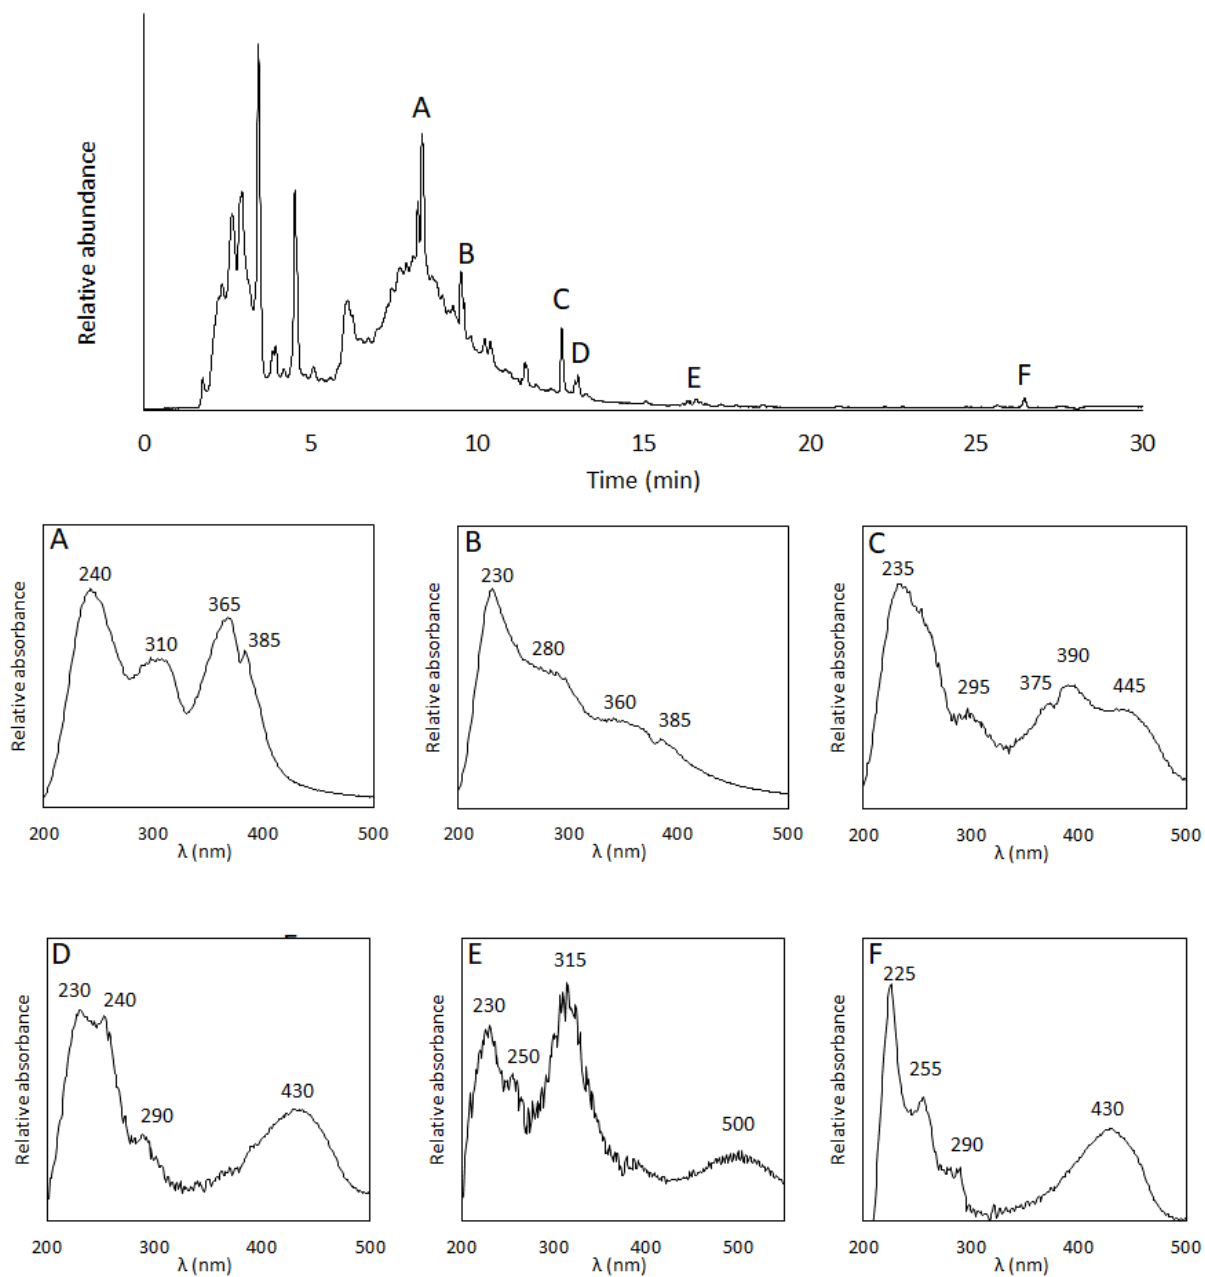 A
B
C
D
E
F
Relative abundance
0 5 10 15 20 25 30
Time (min)
A
240
310
365
385
Relative absorbance
200 300 400 500
λ (nm)
B
230
280
360
385
Relative absorbance
200 300 400 500
λ (nm)
C
235
295
375
390
445
Relative absorbance
200 300 400 500
λ (nm)
D
230
240
290
430
Relative absorbance
200 300 400 500
λ (nm)
E
230
250
315
500
Relative absorbance
200 300 400 500
λ (nm)
F
225
255
290
430
Relative absorbance
200 300 400 500
λ (nm)